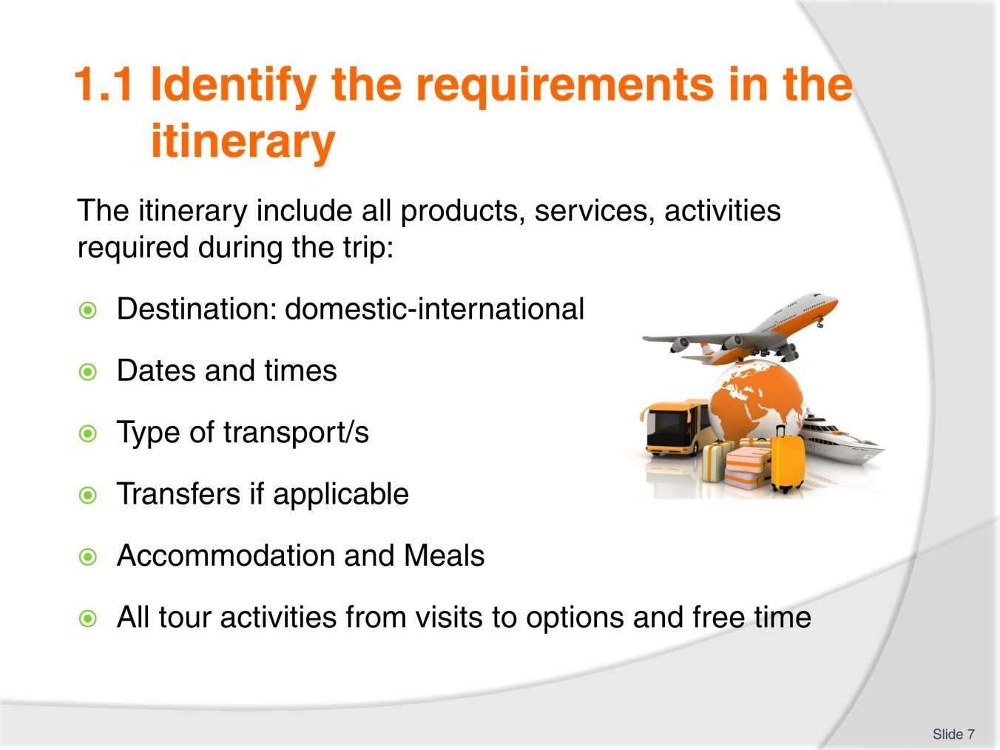 1.1 Identify the requirements in the
itinerary
The itinerary include all products, services, activities
required during the trip:
Destination: domestic-international
Dates and times
Type of transport/s
Transfers if applicable
Accommodation and Meals
All tour activities from visits to options and free time
Slide 7